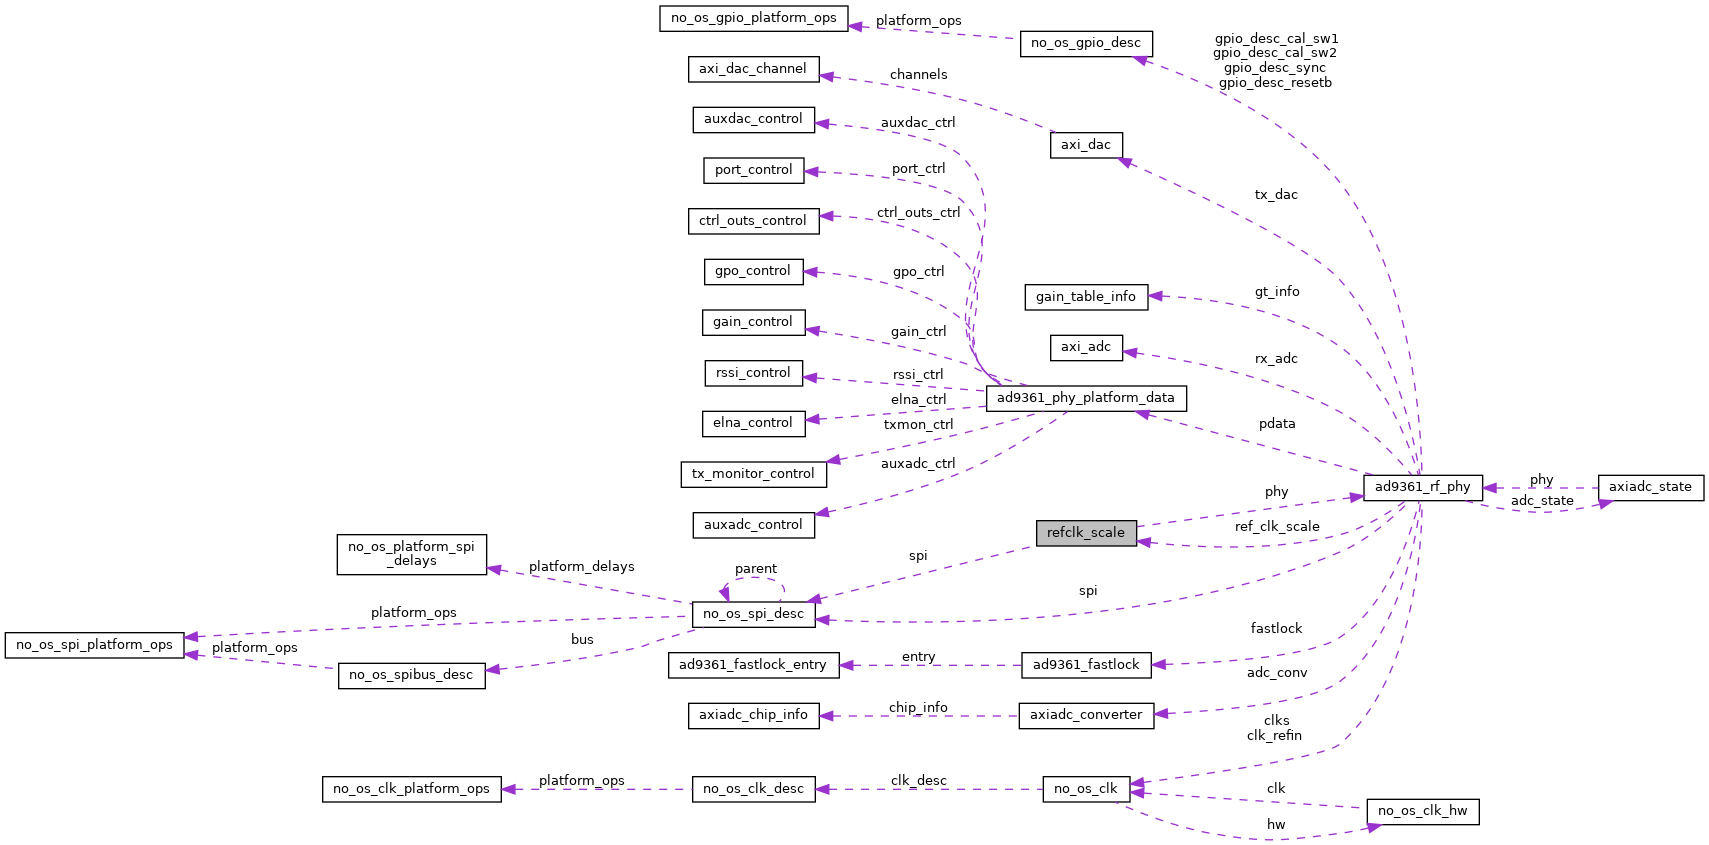 no_os_gpio_platform_ops
platform_ops
no_os_gpio_desc
gpio_desc_cal_sw1
gpio_desc_cal_sw2
gpio_desc_sync
gpio_desc_resetb
axi_dac_channel
channels
auxdac_control
auxdac_ctrl
axi_dac
port_control
port_ctrl
tx_dac
ctrl_outs_control
ctrl_outs_ctrl
gpo_control
gpo_ctrl
gain_table_info
gt_info
gain_control
gain_ctrl
axi_adc
rx_adc
rssi_control
rssi_ctrl
ad9361_phy_platform_data
elna_control
elna_ctrl
txmon_ctrl
pdata
tx_monitor_control
auxadc_ctrl
ad9361_rf_phy
phy
axiadc_state
adc_state
phy
auxadc_control
refclk_scale
ref_clk_scale
no_os_platform_spi
_delays
platform_delays
spi
parent
spi
no_os_spi_desc
platform_ops
no_os_spi_platform_ops
platform_ops
bus
no_os_spibus_desc
fastlock
ad9361_fastlock_entry
entry
ad9361_fastlock
adc_conv
axiadc_chip_info
chip_info
axiadc_converter
clks
clk_refin
no_os_clk_platform_ops
platform_ops
no_os_clk_desc
clk_desc
no_os_clk
clk
no_os_clk_hw
hw